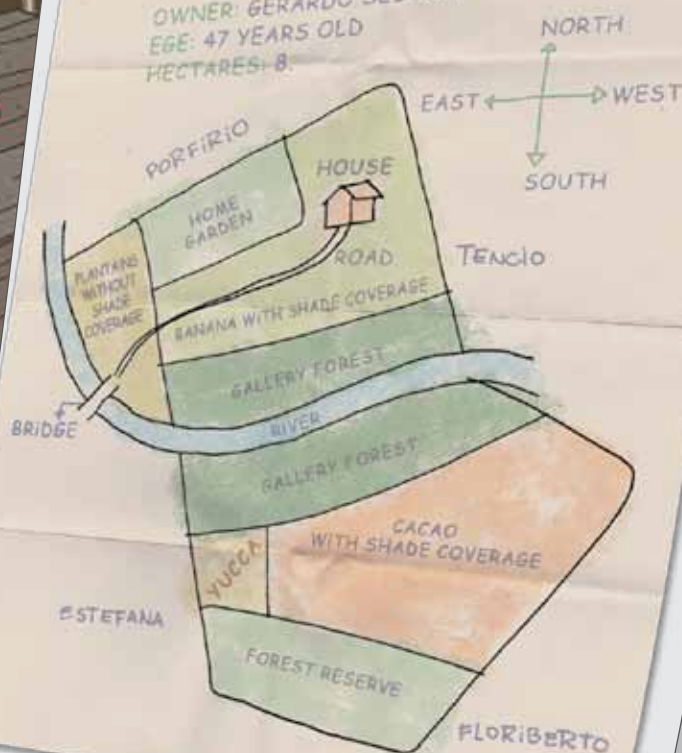 OWNER: GERARDO
EGE: 47 YEARS OLD
HECTARES: 8
NORTH
EAST
WEST
SOUTH
PORFIRIO
HOUSE
HOME
GARDEN
ROAD
TENCIO
PLANTAINS
WITHOUT
SHADE
COVERAGE
BANANA WITH SHADE COVERAGE
GALLERY FOREST
BRIDGE
RIVER
GALLERY FOREST
CACAO
WITH SHADE COVERAGE
YUCCA
ESTEFANA
FOREST RESERVE
FLORIBERTO